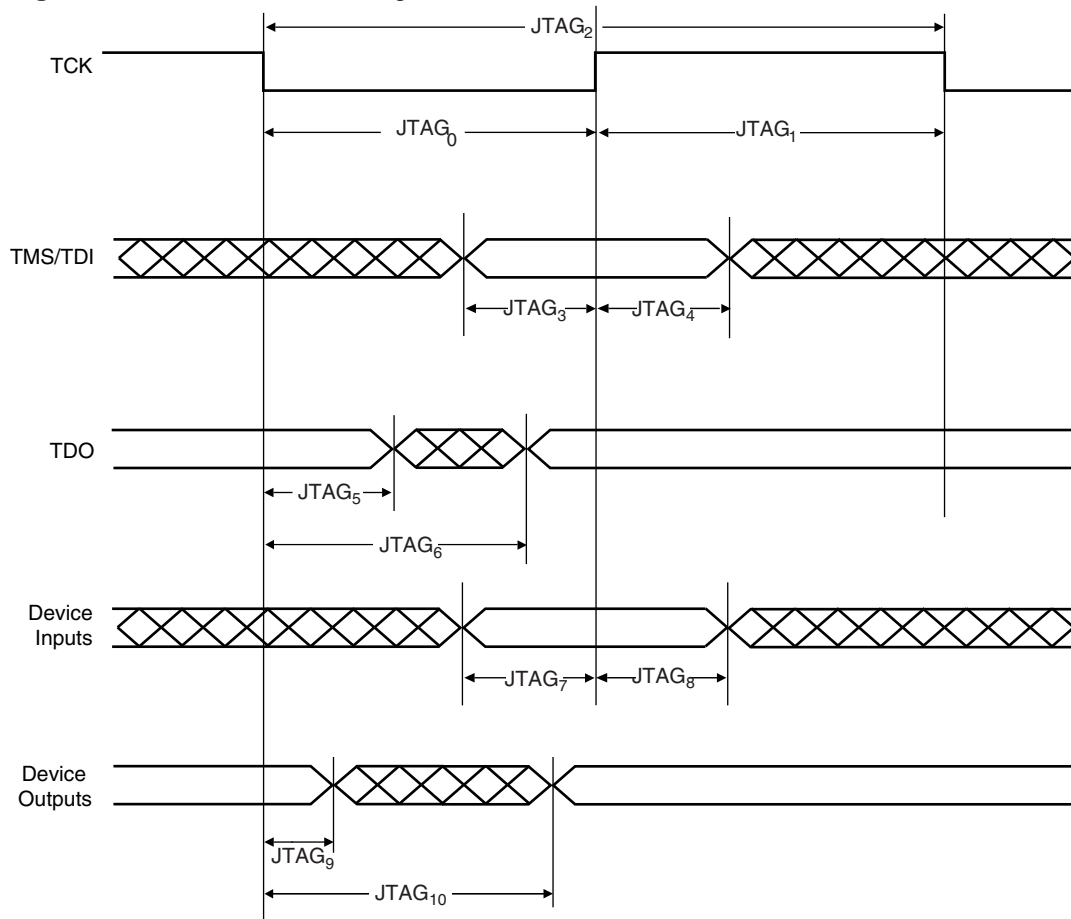 JTAG₂
TCK
JTAG₀
JTAG₁
TMS/TDI
JTAG₃
JTAG₄
TDO
JTAG₅
JTAG₆
Device
Inputs
JTAG₇
JTAG₈
Device
Outputs
JTAG₉
JTAG₁₀